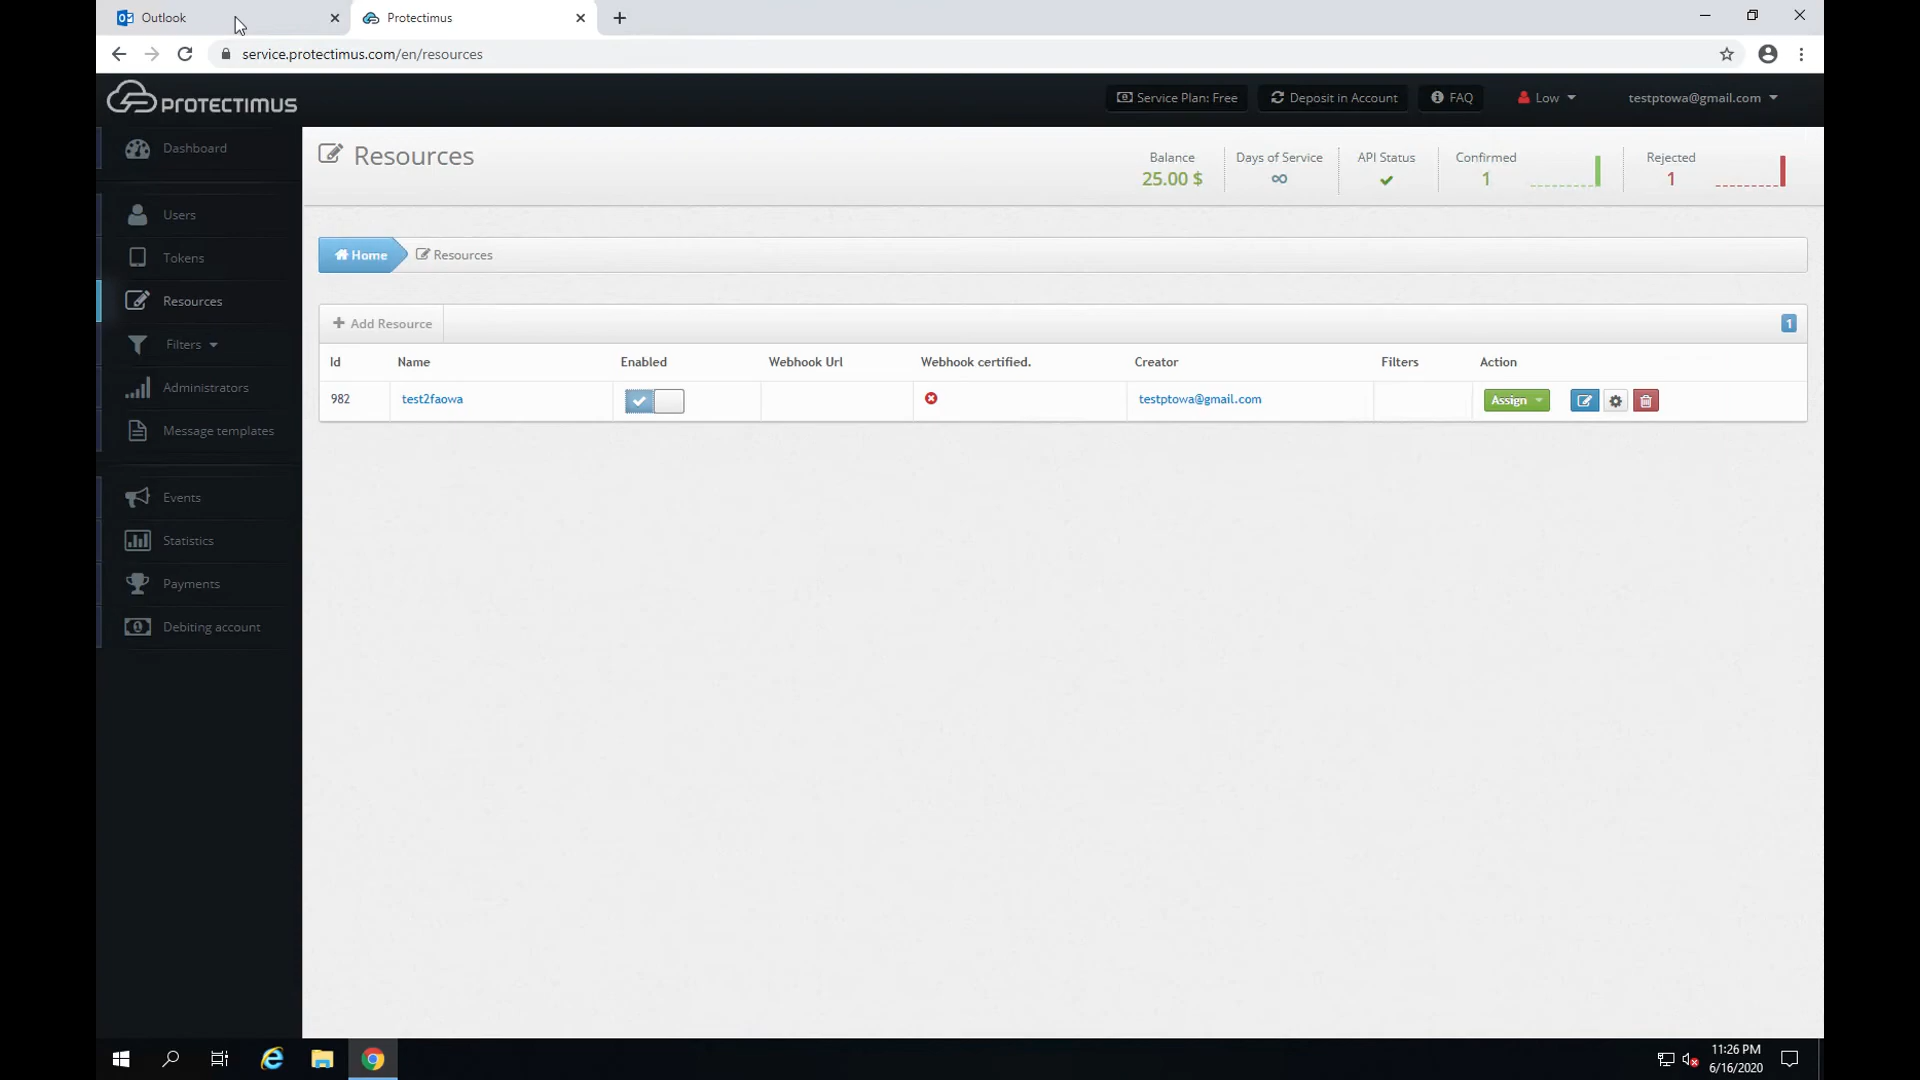 Outlook
Protectimus
service.protectimus.com/en/resources
PROTECTIMUS
Service Plan: Free
Deposit in Account
FAQ
Low
testptowa@gmail.com
Dashboard
Users
Tokens
Resources
Filters
Administrators
Message templates
Events
Statistics
Payments
Debiting account
Resources
Balance
25.00 $
Days of Service
∞
API Status
Confirmed
1
Rejected
1
Home
Resources
Add Resource
1
Id Name Enabled Webhook Url Webhook certified. Creator Filters Action
982 test2faowa testptowa@gmail.com Assign
11:26 PM
6/16/2020